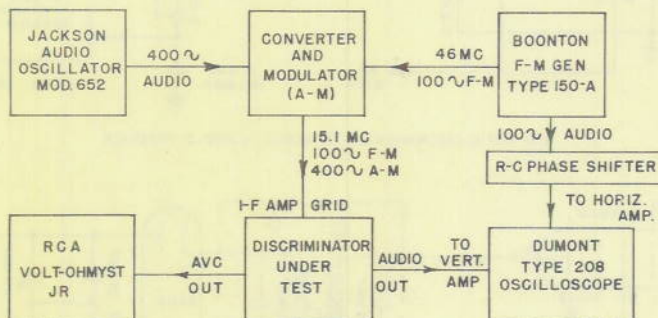 JACKSON
AUDIO
OSCILLATOR
MOD. 652
400∿
AUDIO
CONVERTER
AND
MODULATOR
(A-M)
46 MC
100∿ F-M
BOONTON
F-M GEN
TYPE 150-A
15.1 MC
100∿ F-M
400∿ A-M
100∿ AUDIO
R-C PHASE SHIFTER
TO HORIZ.
AMP.
I-F AMP GRID
RCA
VOLT-OHMYST
JR
AVC
OUT
DISCRIMINATOR
UNDER
TEST
AUDIO
OUT
TO
VERT.
AMP
DUMONT
TYPE 208
OSCILLOSCOPE